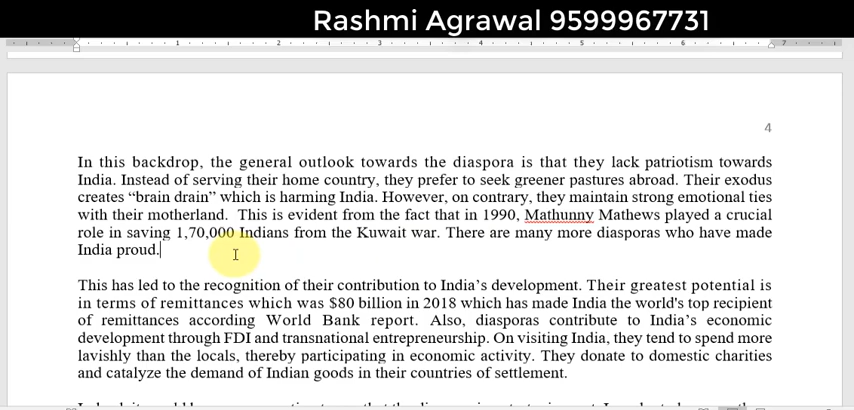 Rashmi Agrawal 9599967731
1 2 3 4 5 6 7
4
In this backdrop, the general outlook towards the diaspora is that they lack patriotism towards
India. Instead of serving their home country, they prefer to seek greener pastures abroad. Their exodus
creates “brain drain” which is harming India. However, on contrary, they maintain strong emotional ties
with their motherland.  This is evident from the fact that in 1990, Mathunny Mathews played a crucial
role in saving 1,70,000 Indians from the Kuwait war. There are many more diasporas who have made
India proud.
This has led to the recognition of their contribution to India’s development. Their greatest potential is
in terms of remittances which was $80 billion in 2018 which has made India the world's top recipient
of remittances according World Bank report. Also, diasporas contribute to India’s economic
development through FDI and transnational entrepreneurship. On visiting India, they tend to spend more
lavishly than the locals, thereby participating in economic activity. They donate to domestic charities
and catalyze the demand of Indian goods in their countries of settlement.